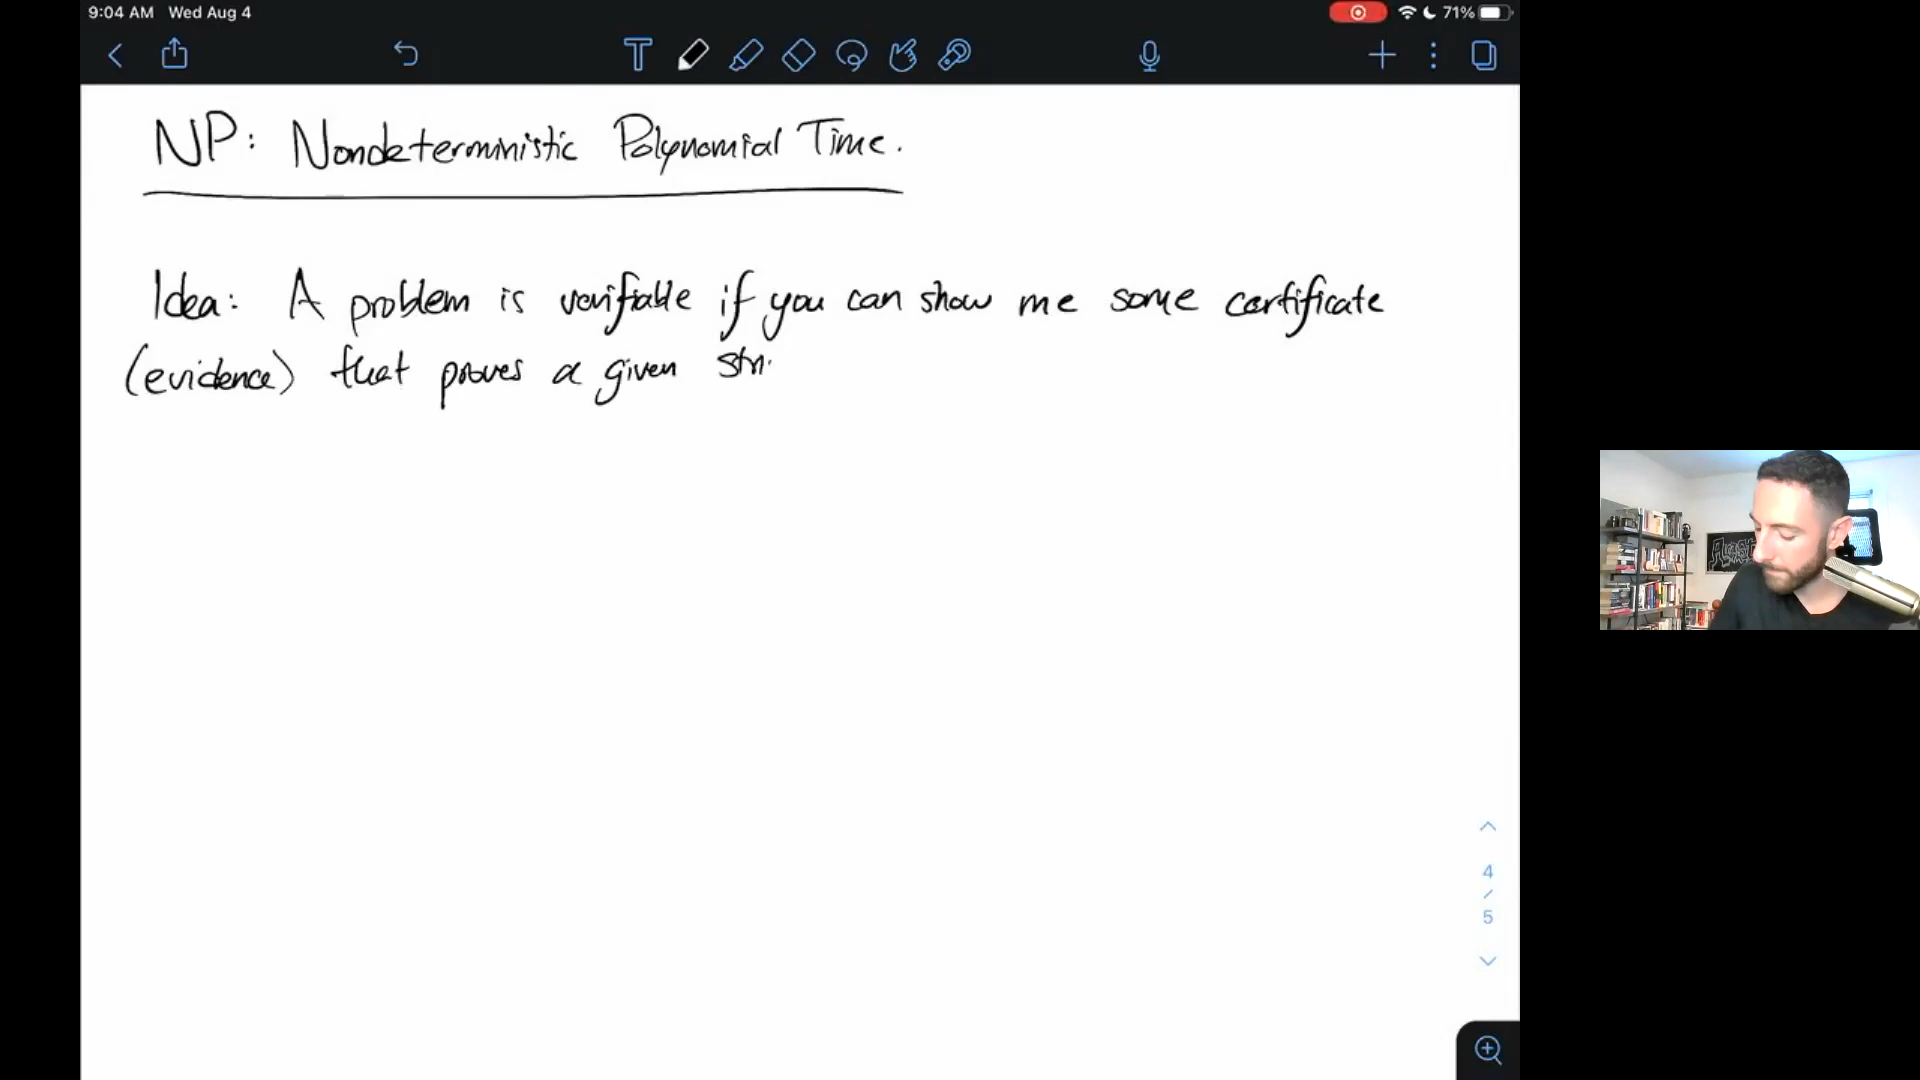 9:04 AM Wed Aug 4
71%
NP: Nondeterministic Polynomial Time.
Idea: A problem is verifiable if you can show me some certificate
(evidence) that proves a given stri
4
5